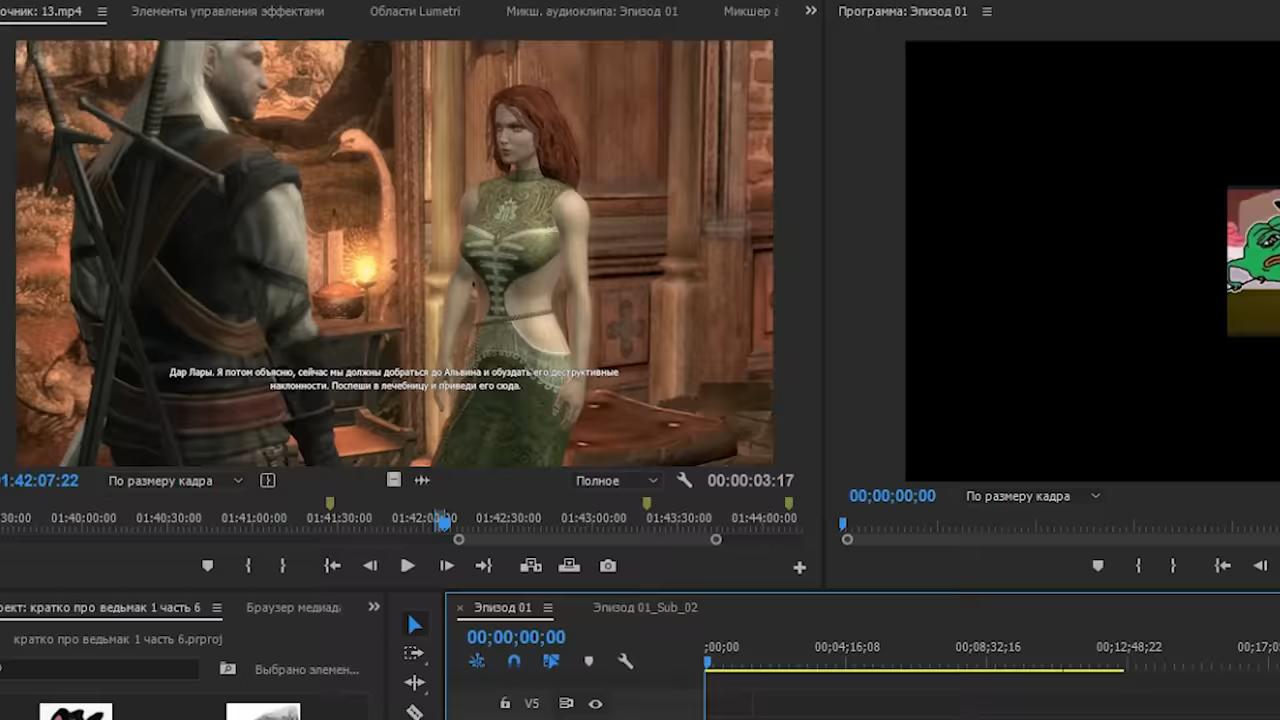 очник: 13.mp4
Элементы управления эффектами
Области Lumetri
Микш. аудиоклипа: Эпизод 01
Микшер
Программа: Эпизод 01
Дар Лары. Я потом объясню, сейчас мы должны добраться до Альвина и обуздать его деструктивные
наклонности. Поспеши в лечебницу и приведи его сюда.
1:42:07:22
По размеру кадра
Полное
00:00:03:17
00;00;00;00
По размеру кадра
30:00
01:40:00:00
01:40:30:00
01:41:00:00
01:41:30:00
01:42:00:00
01:42:30:00
01:43:00:00
01:43:30:00
01:44:00:00
оект: кратко про ведьмак 1 часть 6
Браузер медиад
Эпизод 01
Эпизод 01_Sub_02
кратко про ведьмак 1 часть 6.prproj
00;00;00;00
Выбрано элемен...
;00;00
00;04;16;08
00;08;32;16
00;12;48;22
00;17;0
V5